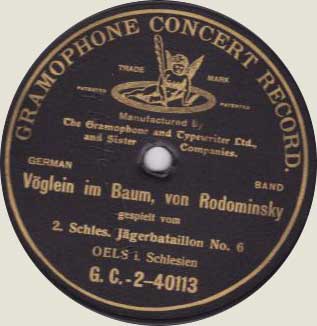 GRAMOPHONE CONCERT RECORD.
TRADE MARK
PATENTED PATENTED
Manufactured by
The Gramophone and Typewriter Ltd.,
and Sister Companies.
GERMAN BAND
Vöglein im Baum, von Rodominsky
gespielt vom
2. Schles. Jägerbataillon No. 6
OELS i. Schlesien
G. C.-2-40113